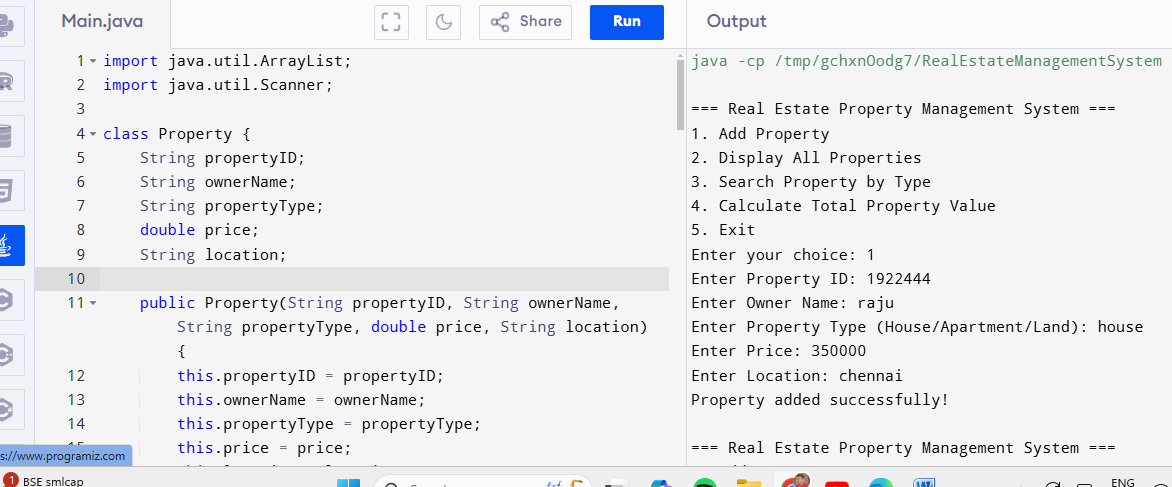 Main.java
Share
Run
Output
1 import java.util.ArrayList;
2 import java.util.Scanner;
3
4 class Property {
5 String propertyID;
6 String ownerName;
7 String propertyType;
8 double price;
9 String location;
10
11 public Property(String propertyID, String ownerName,
String propertyType, double price, String location)
{
12 this.propertyID = propertyID;
13 this.ownerName = ownerName;
14 this.propertyType = propertyType;
15 this.price = price;
java -cp /tmp/gchxnOodg7/RealEstateManagementSystem
=== Real Estate Property Management System ===
1. Add Property
2. Display All Properties
3. Search Property by Type
4. Calculate Total Property Value
5. Exit
Enter your choice: 1
Enter Property ID: 1922444
Enter Owner Name: raju
Enter Property Type (House/Apartment/Land): house
Enter Price: 350000
Enter Location: chennai
Property added successfully!
=== Real Estate Property Management System ===
s://www.programiz.com
1
BSE smlcap
ENG